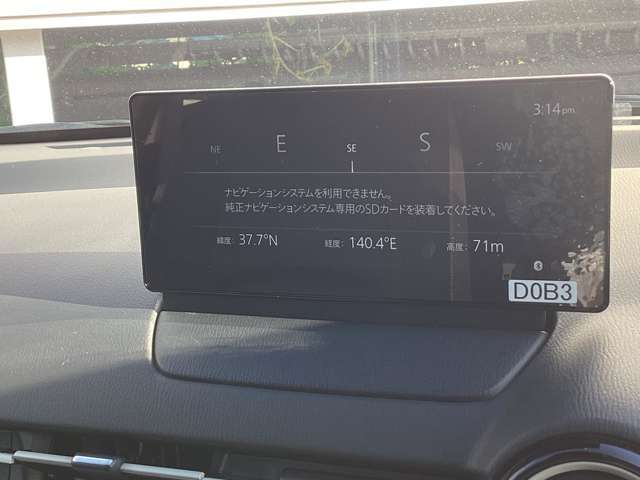 3:14pm
NE E SE S SW
ナビゲーションシステムを利用できません。
純正ナビゲーションシステム専用のSDカードを装着してください。
緯度: 37.7°N 経度: 140.4°E 高度: 71m
D0B3